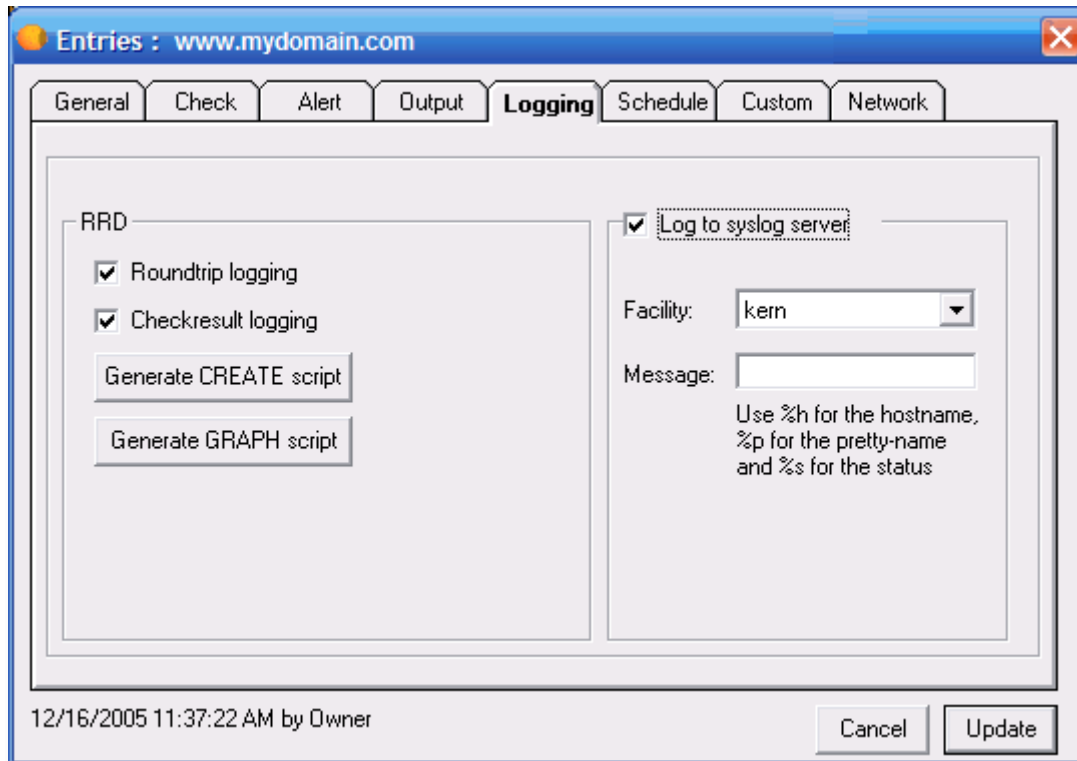 Entries : www.mydomain.com
General Check Alert Output Logging Schedule Custom Network
RRD
Roundtrip logging
Checkresult logging
Generate CREATE script
Generate GRAPH script
Log to syslog server
Facility: kern
Message:
Use %h for the hostname,
%p for the pretty-name
and %s for the status
12/16/2005 11:37:22 AM by Owner
Cancel Update